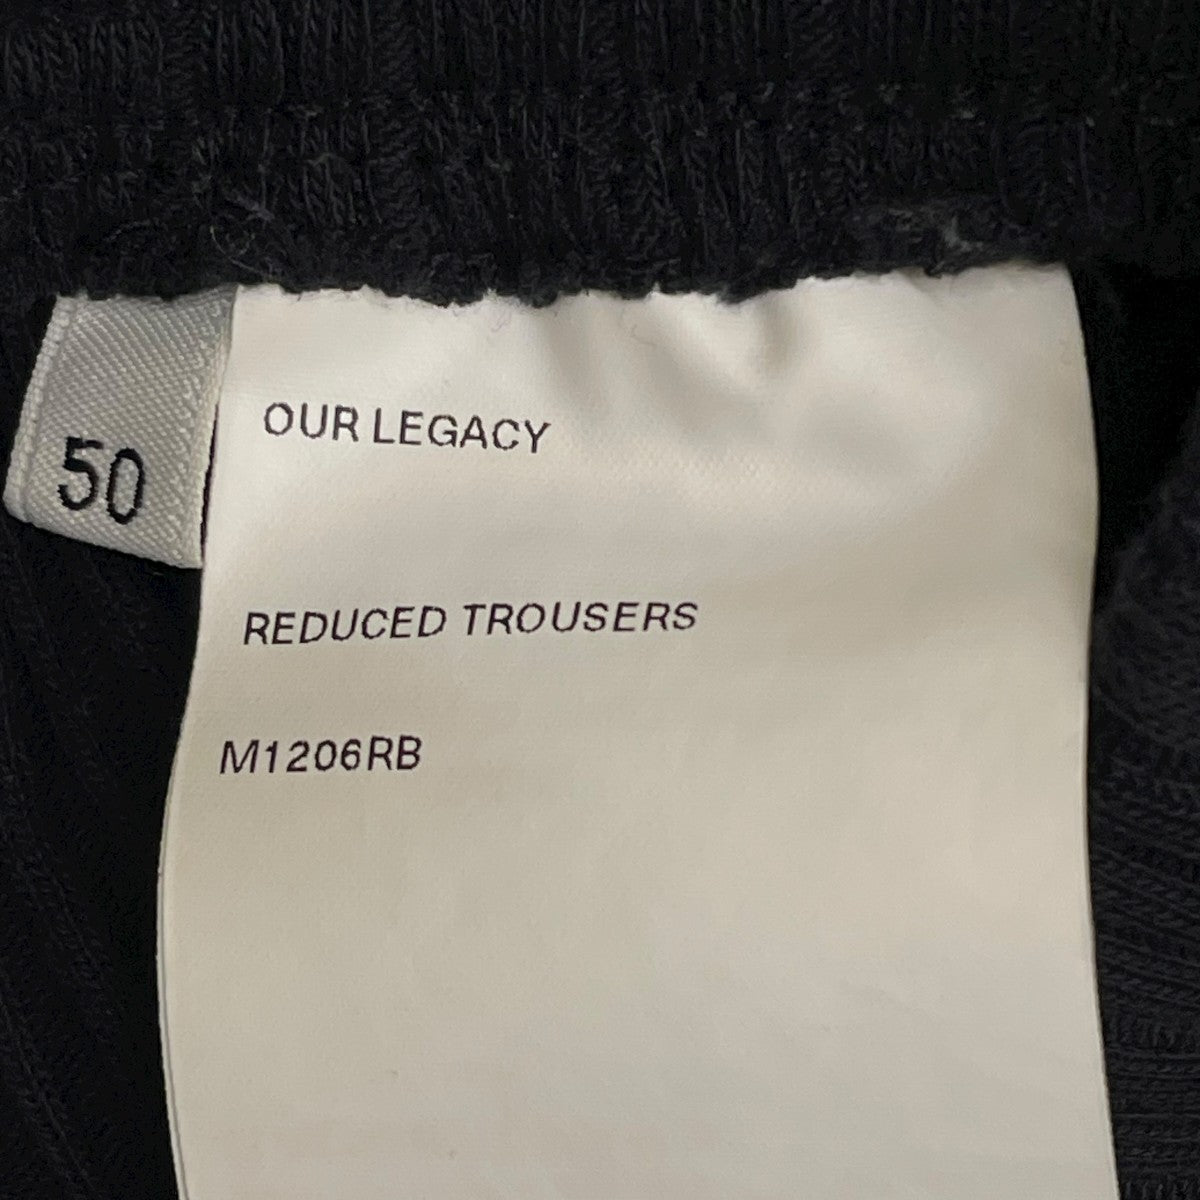 50
OUR LEGACY
REDUCED TROUSERS
M1206RB